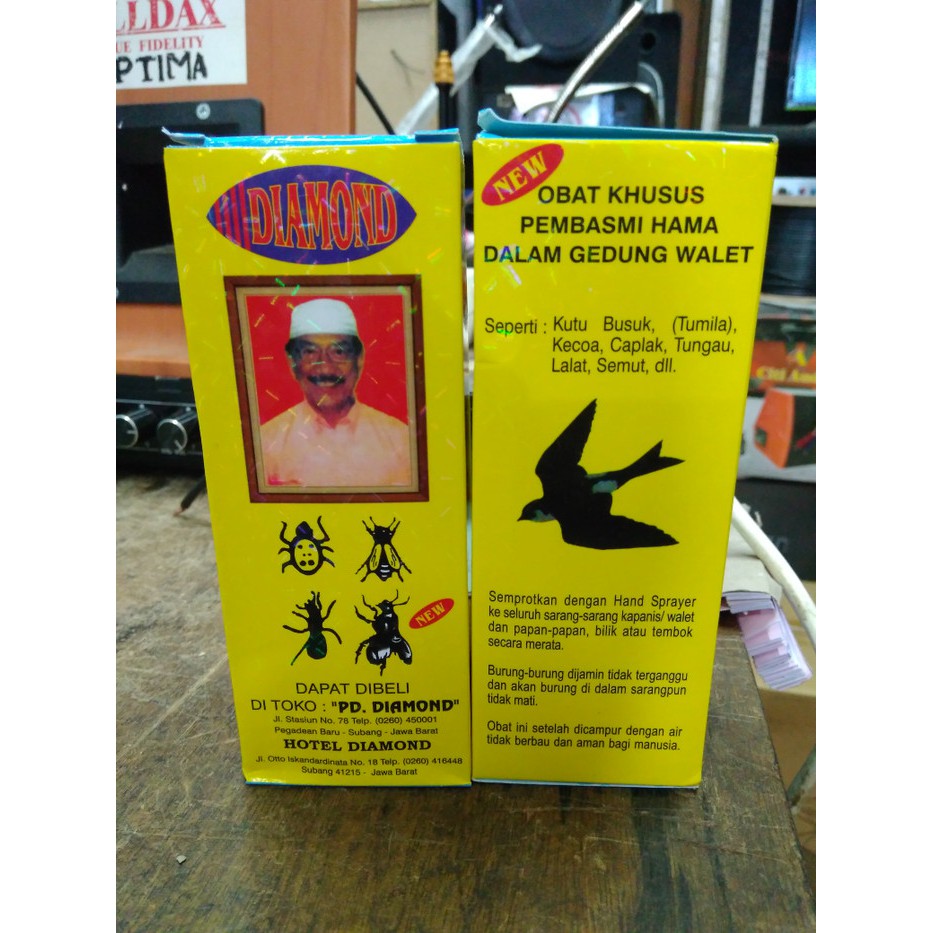 LLDAX
UE FIDELITY
PTIMA
DIAMOND
NEW
DAPAT DIBELI
DI TOKO : "PD. DIAMOND"
Jl. Stasiun No. 78 Telp. (0260) 450001
Pegadean Baru - Subang - Jawa Barat
HOTEL DIAMOND
Jl. Otto Iskandardinata No. 18 Telp. (0260) 416448
Subang 41215 - Jawa Barat
NEW
OBAT KHUSUS
PEMBASMI HAMA
DALAM GEDUNG WALET
Seperti : Kutu Busuk, (Tumila),
Kecoa, Caplak, Tungau,
Lalat, Semut, dll.
Semprotkan dengan Hand Sprayer
ke seluruh sarang-sarang kapanis/ walet
dan papan-papan, bilik atau tembok
secara merata.
Burung-burung dijamin tidak terganggu
dan akan burung di dalam sarangpun
tidak mati.
Obat ini setelah dicampur dengan air
tidak berbau dan aman bagi manusia.